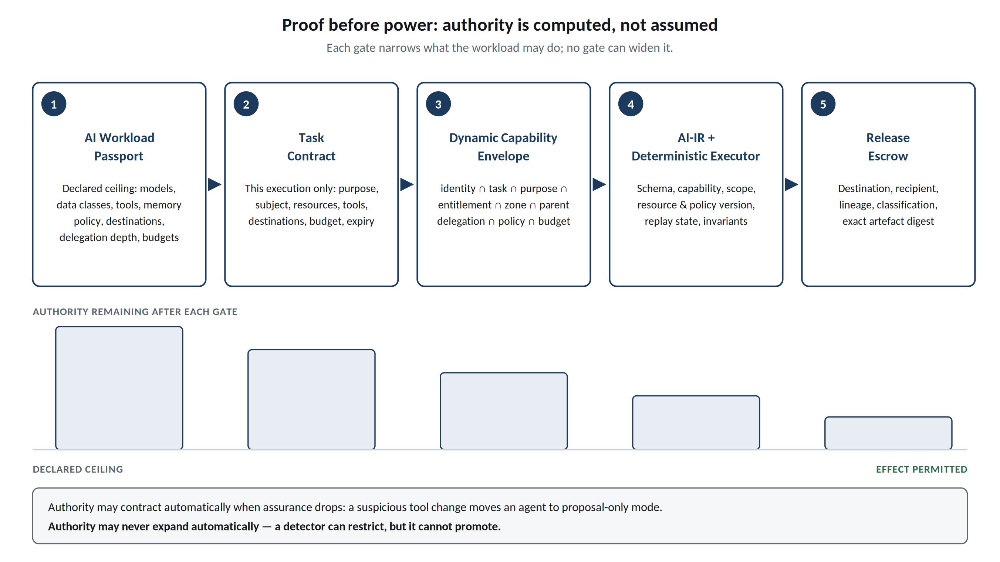 Proof before power: authority is computed, not assumed
Each gate narrows what the workload may do; no gate can widen it.
1
AI Workload
Passport
Declared ceiling: models,
data classes, tools, memory
policy, destinations,
delegation depth, budgets
2
Task
Contract
This execution only: purpose,
subject, resources, tools,
destinations, budget, expiry
3
Dynamic Capability
Envelope
identity ∩ task ∩ purpose ∩
entitlement ∩ zone ∩ parent
delegation ∩ policy ∩ budget
4
AI-IR +
Deterministic Executor
Schema, capability, scope,
resource & policy version,
replay state, invariants
5
Release
Escrow
Destination, recipient,
lineage, classification,
exact artefact digest
AUTHORITY REMAINING AFTER EACH GATE
DECLARED CEILING
EFFECT PERMITTED
Authority may contract automatically when assurance drops: a suspicious tool change moves an agent to proposal-only mode.
Authority may never expand automatically — a detector can restrict, but it cannot promote.